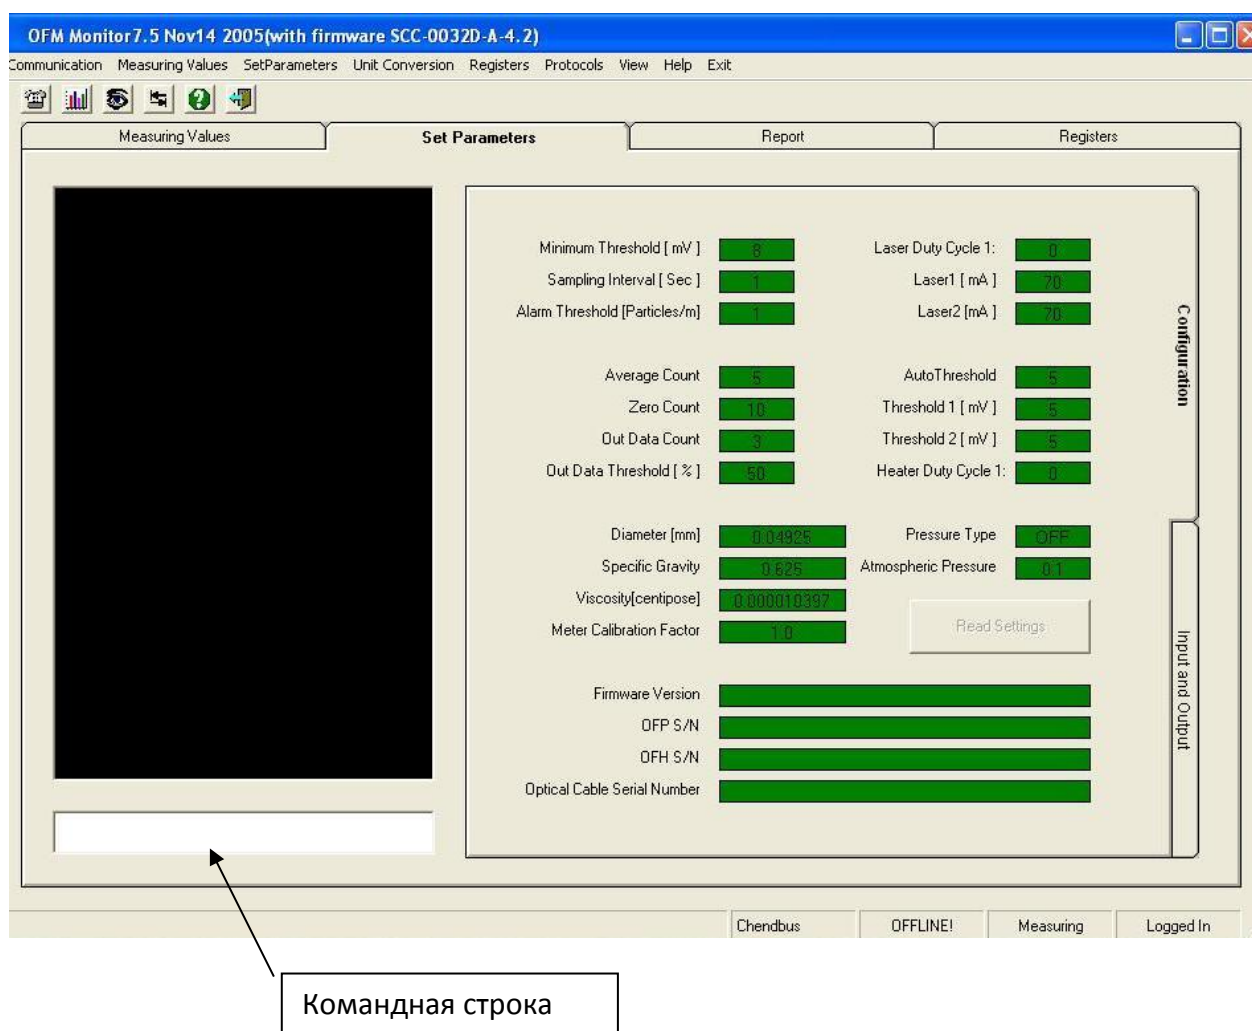 OFM Monitor7.5 Nov14 2005(with firmware SCC-0032D-A-4.2)
Communication Measuring Values SetParameters Unit Conversion Registers Protocols View Help Exit
Measuring Values Set Parameters Report Registers
Minimum Threshold [ mV ] 8 Laser Duty Cycle 1: 0
Sampling Interval [ Sec ] 1 Laser1 [ mA ] 70
Alarm Threshold [Particles/m] 1 Laser2 [mA ] 70
Average Count 5 AutoThreshold 5
Zero Count 10 Threshold 1 [ mV ] 5
Out Data Count 3 Threshold 2 [ mV ] 5
Out Data Threshold [ % ] 50 Heater Duty Cycle 1: 0
Diameter [mm] 0.04925 Pressure Type OFF
Specific Gravity 0.625 Atmospheric Pressure 0.1
Viscosity[centipose] 0.000010397
Meter Calibration Factor 1.0 Read Settings
Firmware Version
OFP S/N
OFH S/N
Optical Cable Serial Number
Configuration
Input and Output
Chendbus OFFLINE! Measuring Logged In
Командная строка